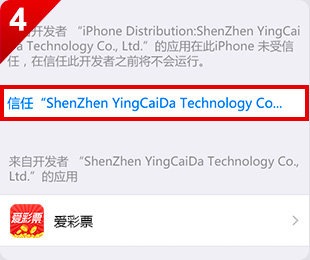 4
自开发者 “iPhone Distribution:ShenZhen YingCai
Da Technology Co., Ltd.”的应用在此iPhone 未受信
任，在信任此开发者之前将不会运行。
信任“ShenZhen YingCaiDa Technology Co...
来自开发者 “ShenZhen YingCaiDa Technology Co.,
Ltd.”的应用
爱彩票
爱彩票